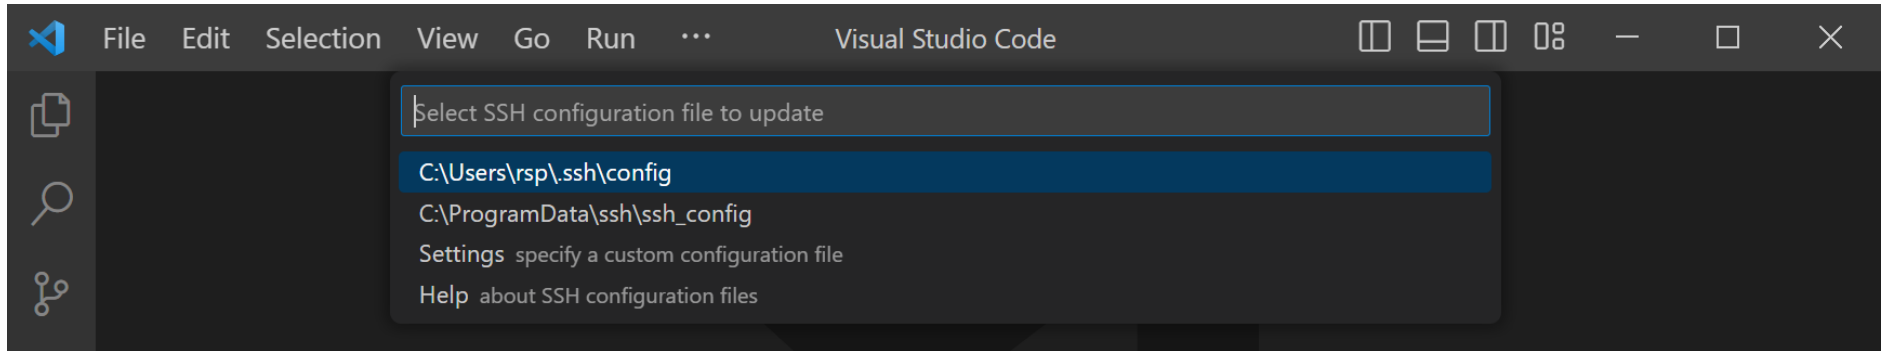 File Edit Selection View Go Run ··· Visual Studio Code
Select SSH configuration file to update
C:\Users\rsp\.ssh\config
C:\ProgramData\ssh\ssh_config
Settings specify a custom configuration file
Help about SSH configuration files